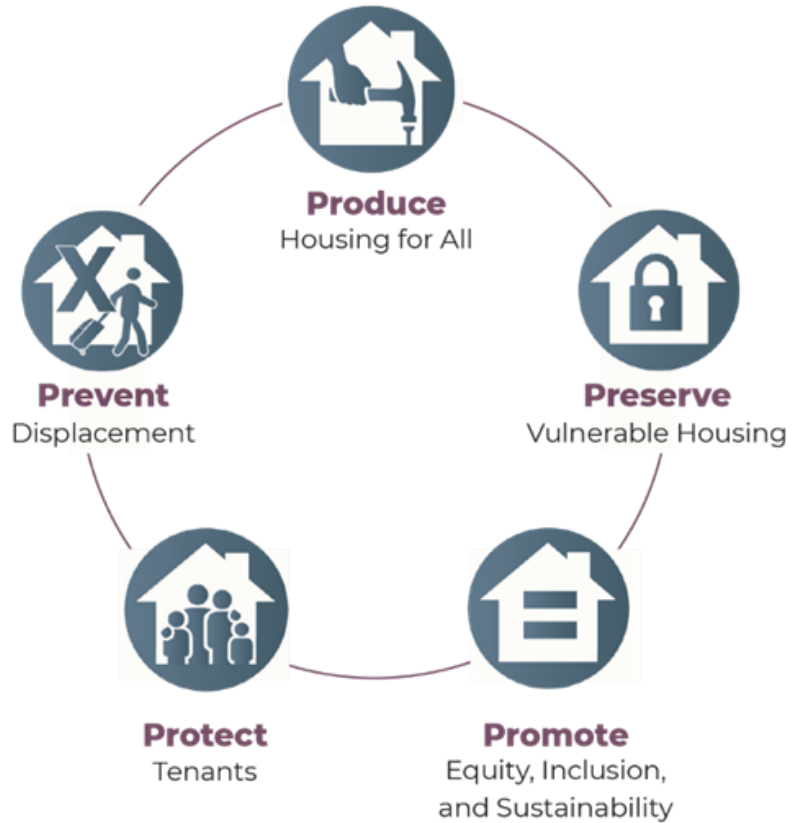 Produce
Housing for All
Prevent
Displacement
Preserve
Vulnerable Housing
Protect
Tenants
Promote
Equity, Inclusion,
and Sustainability